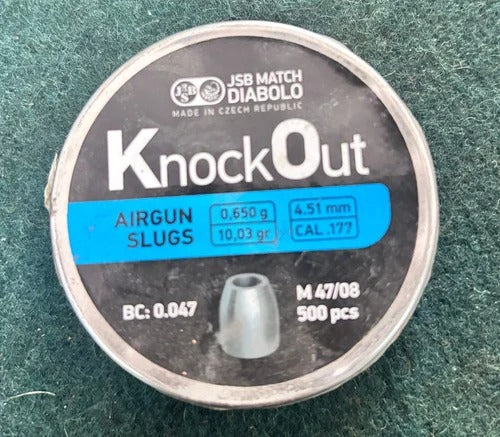 JSB
JSB MATCH
DIABOLO
MADE IN CZECH REPUBLIC
KnockOut
AIRGUN SLUGS
0,650 g
10,03 gr
4.51 mm
CAL .177
BC: 0.047
M 47/08
500 pcs